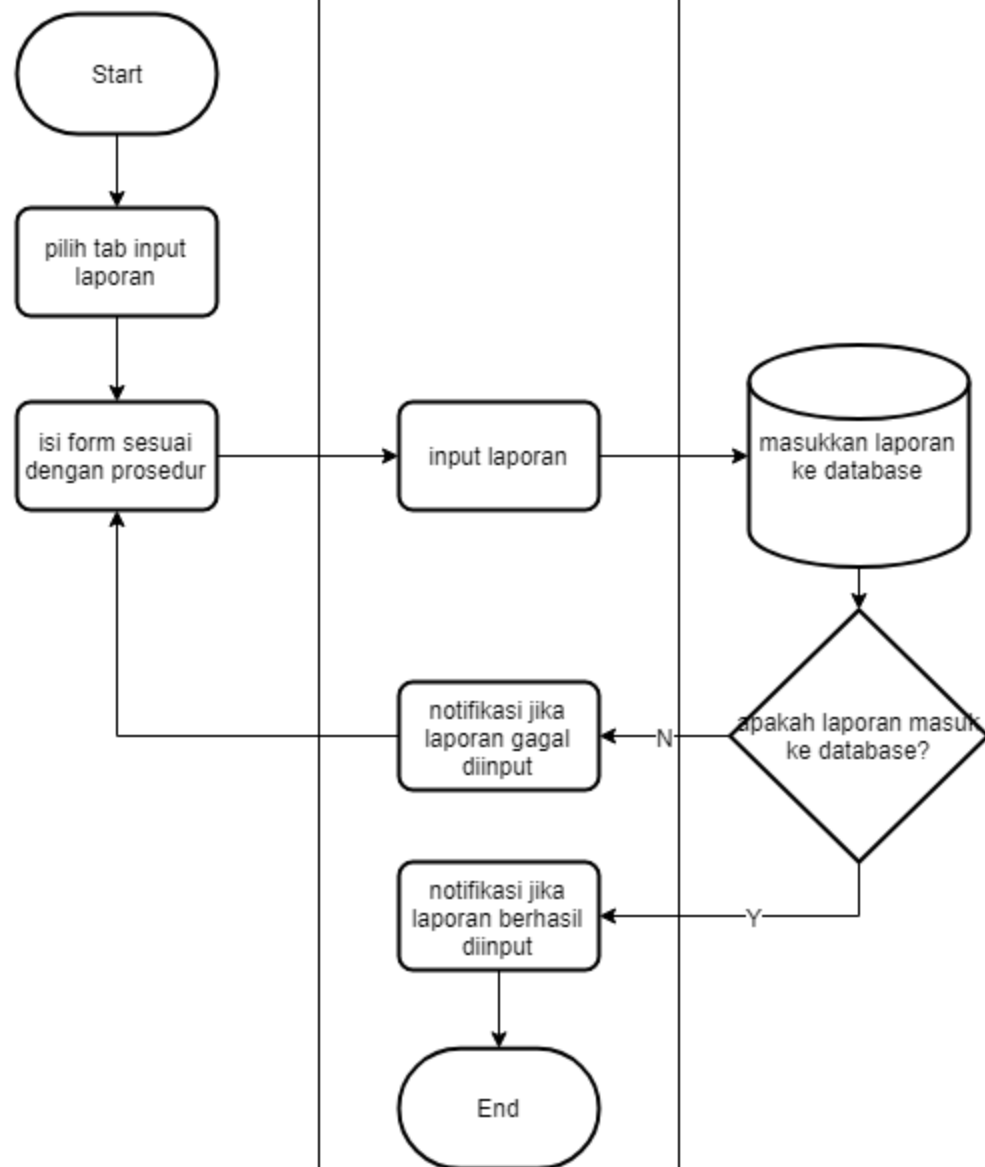 Start
pilih tab input
laporan
isi form sesuai
dengan prosedur
input laporan
masukkan laporan
ke database
apakah laporan masuk
ke database?
N
notifikasi jika
laporan gagal
diinput
Y
notifikasi jika
laporan berhasil
diinput
End